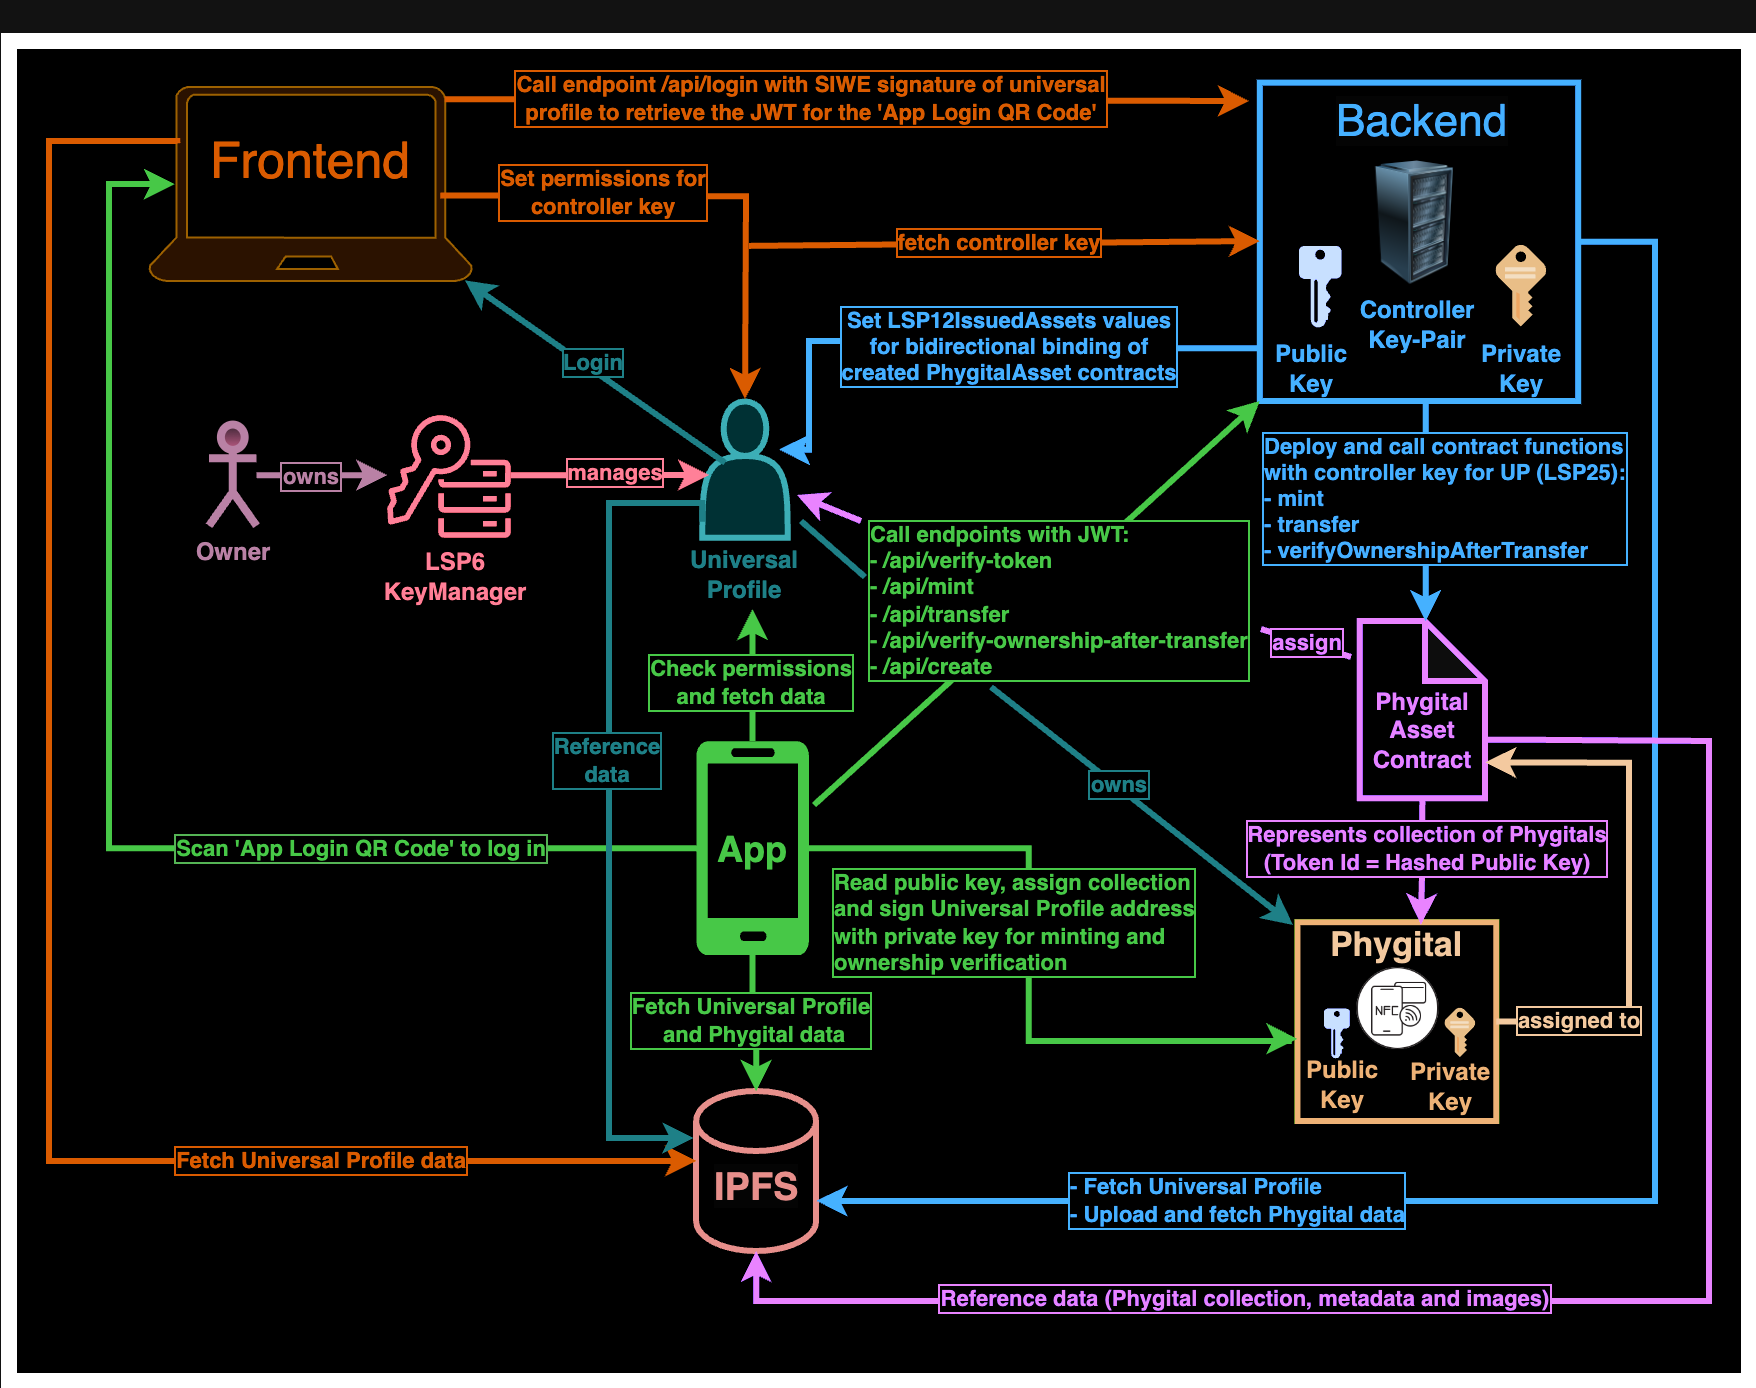 Call endpoint /api/login with SIWE signature of universal
profile to retrieve the JWT for the 'App Login QR Code'
Frontend
Backend
Set permissions for
controller key
fetch controller key
Controller
Key-Pair
Public
Key
Private
Key
Set LSP12IssuedAssets values
for bidirectional binding of
created PhygitalAsset contracts
Login
Owner
owns
LSP6
KeyManager
manages
Universal
Profile
Deploy and call contract functions
with controller key for UP (LSP25):
- mint
- transfer
- verifyOwnershipAfterTransfer
Call endpoints with JWT:
- /api/verify-token
- /api/mint
- /api/transfer
- /api/verify-ownership-after-transfer
- /api/create
assign
Check permissions
and fetch data
Phygital
Asset
Contract
Reference
data
owns
App
Scan 'App Login QR Code' to log in
Represents collection of Phygitals
(Token Id = Hashed Public Key)
Read public key, assign collection
and sign Universal Profile address
with private key for minting and
ownership verification
Phygital
NFC
Public
Key
Private
Key
assigned to
Fetch Universal Profile
and Phygital data
IPFS
Fetch Universal Profile data
- Fetch Universal Profile
- Upload and fetch Phygital data
Reference data (Phygital collection, metadata and images)